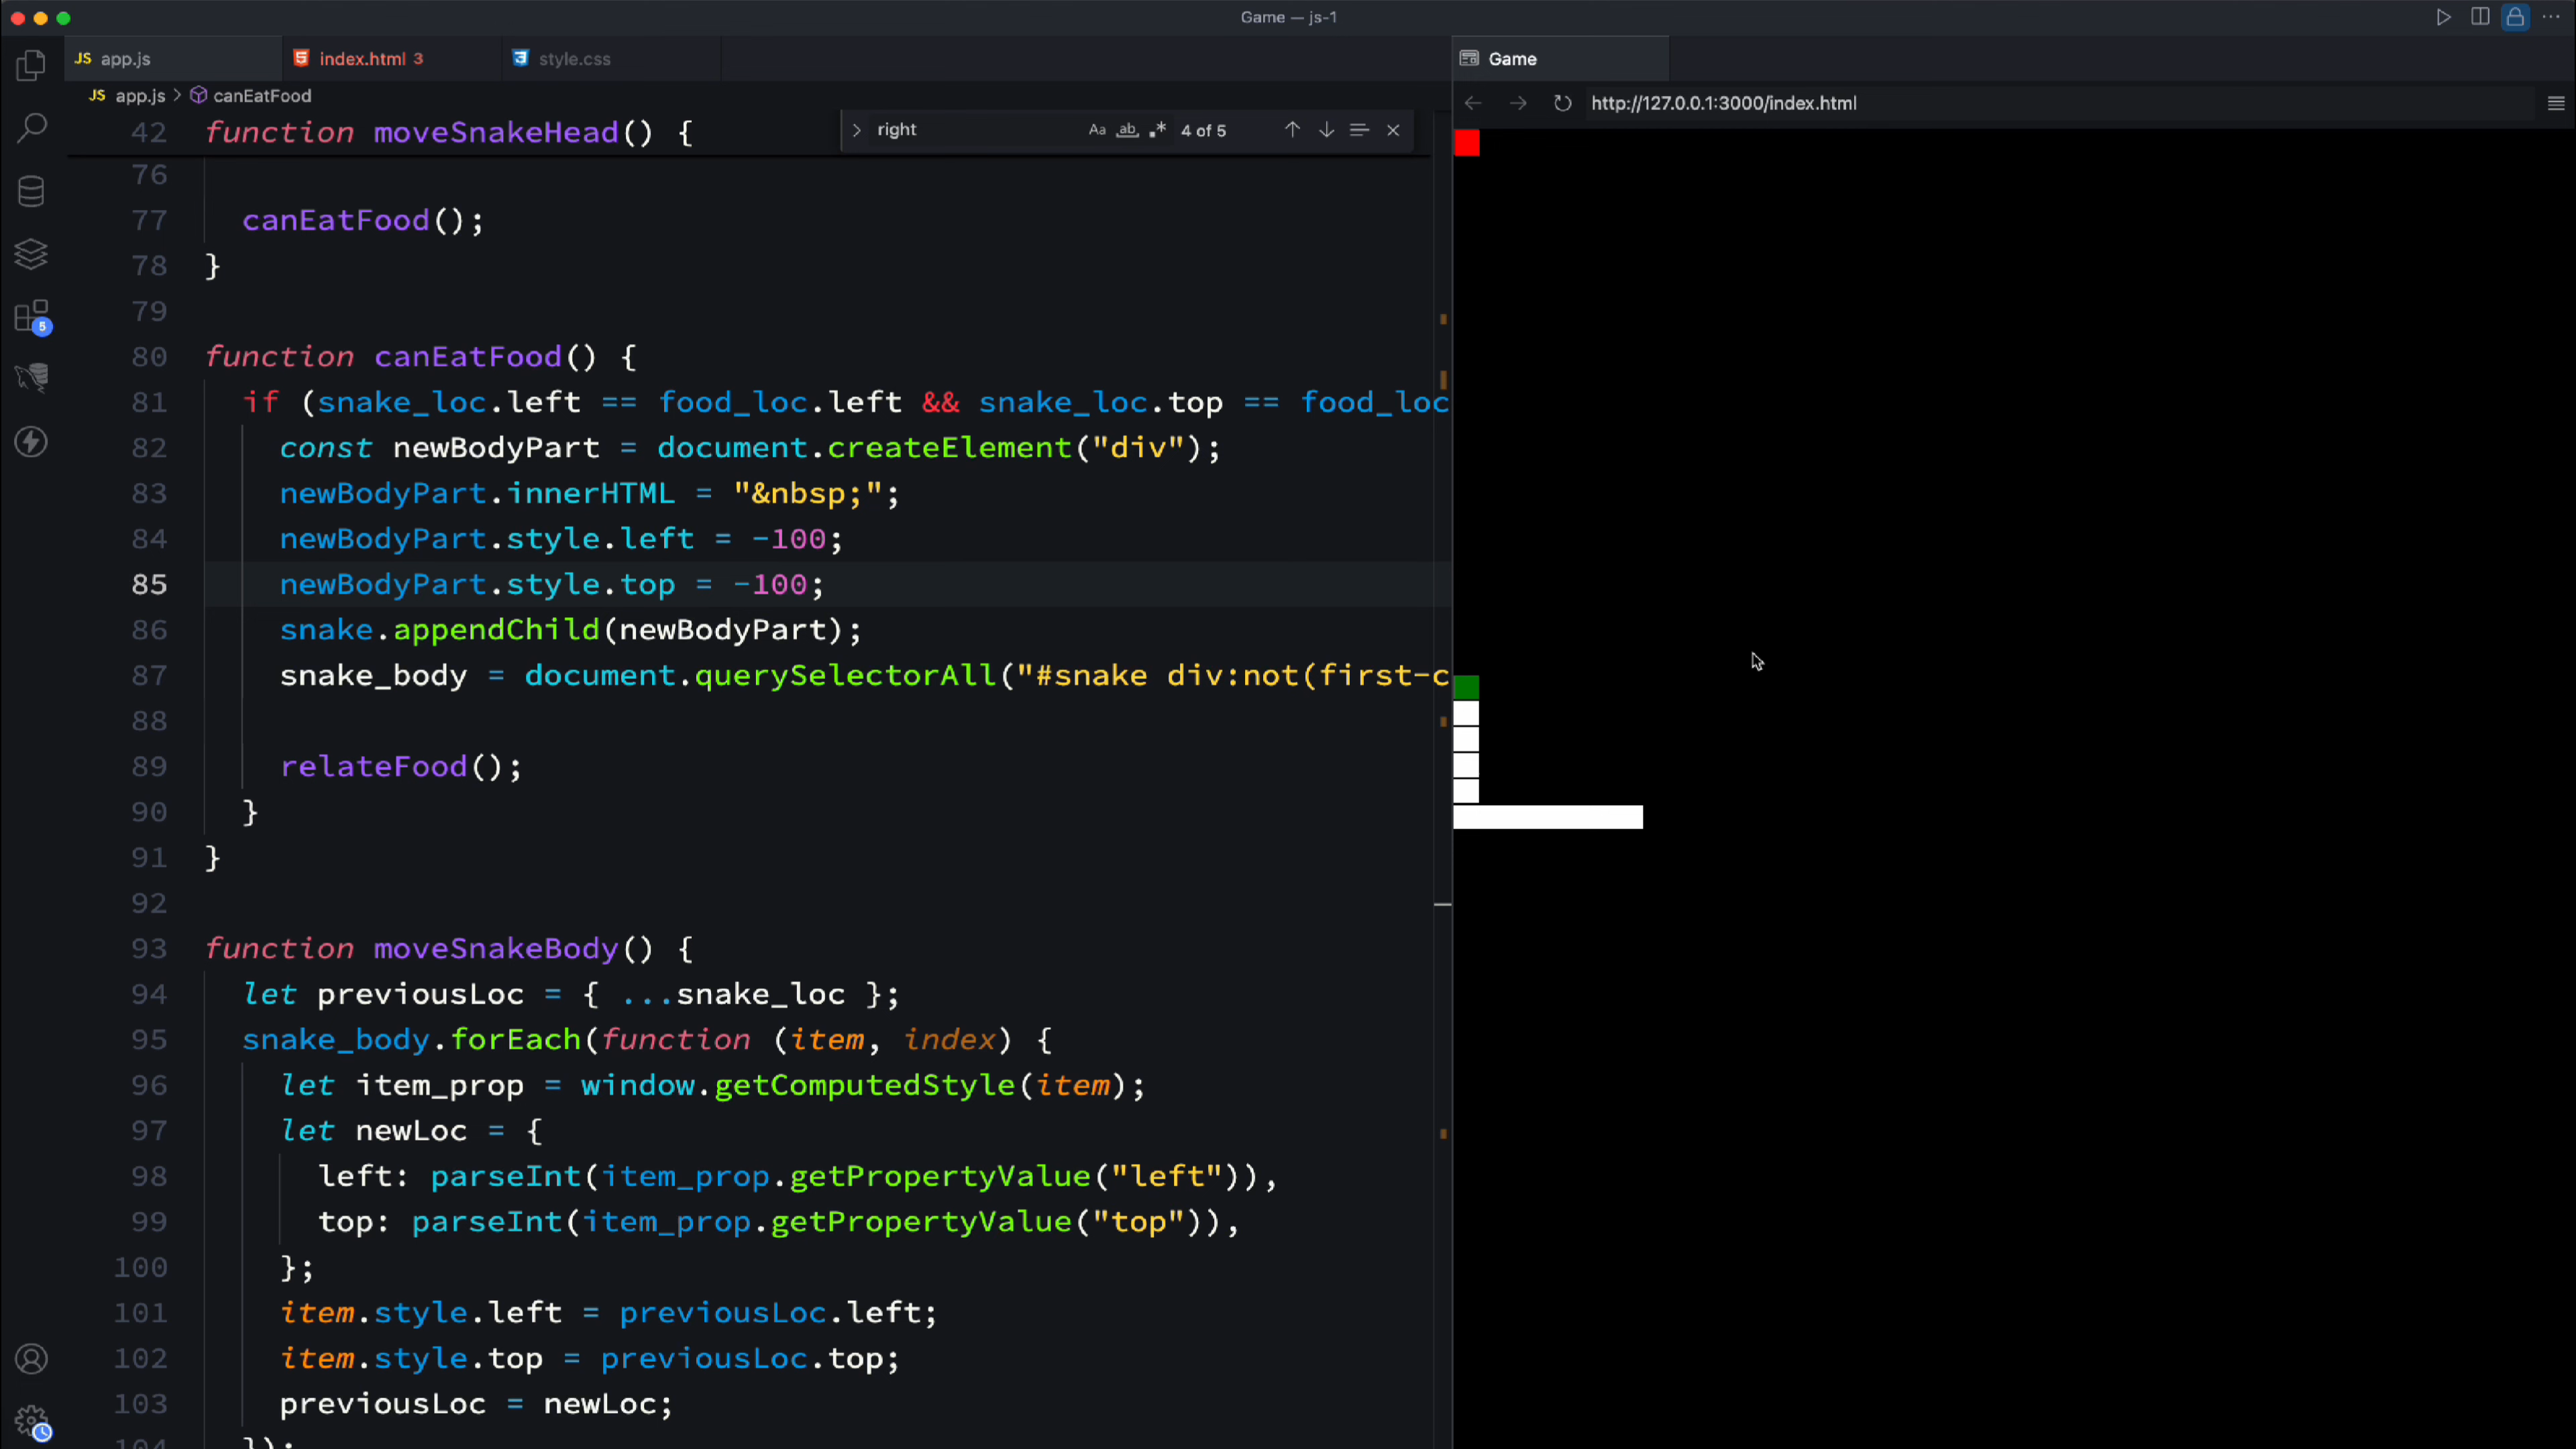 Game — js-1
JS app.js
index.html 3
style.css
Game
JS app.js > canEatFood
http://127.0.0.1:3000/index.html
right
Aa ab .* 4 of 5
42 function moveSnakeHead() {
76
77 canEatFood();
78 }
79
80 function canEatFood() {
81 if (snake_loc.left == food_loc.left && snake_loc.top == food_loc
82 const newBodyPart = document.createElement("div");
83 newBodyPart.innerHTML = "&nbsp;";
84 newBodyPart.style.left = -100;
85 newBodyPart.style.top = -100;
86 snake.appendChild(newBodyPart);
87 snake_body = document.querySelectorAll("#snake div:not(first-c
88
89 relateFood();
90 }
91 }
92
93 function moveSnakeBody() {
94 let previousLoc = { ...snake_loc };
95 snake_body.forEach(function (item, index) {
96 let item_prop = window.getComputedStyle(item);
97 let newLoc = {
98 left: parseInt(item_prop.getPropertyValue("left")),
99 top: parseInt(item_prop.getPropertyValue("top")),
100 };
101 item.style.left = previousLoc.left;
102 item.style.top = previousLoc.top;
103 previousLoc = newLoc;
104 });
5